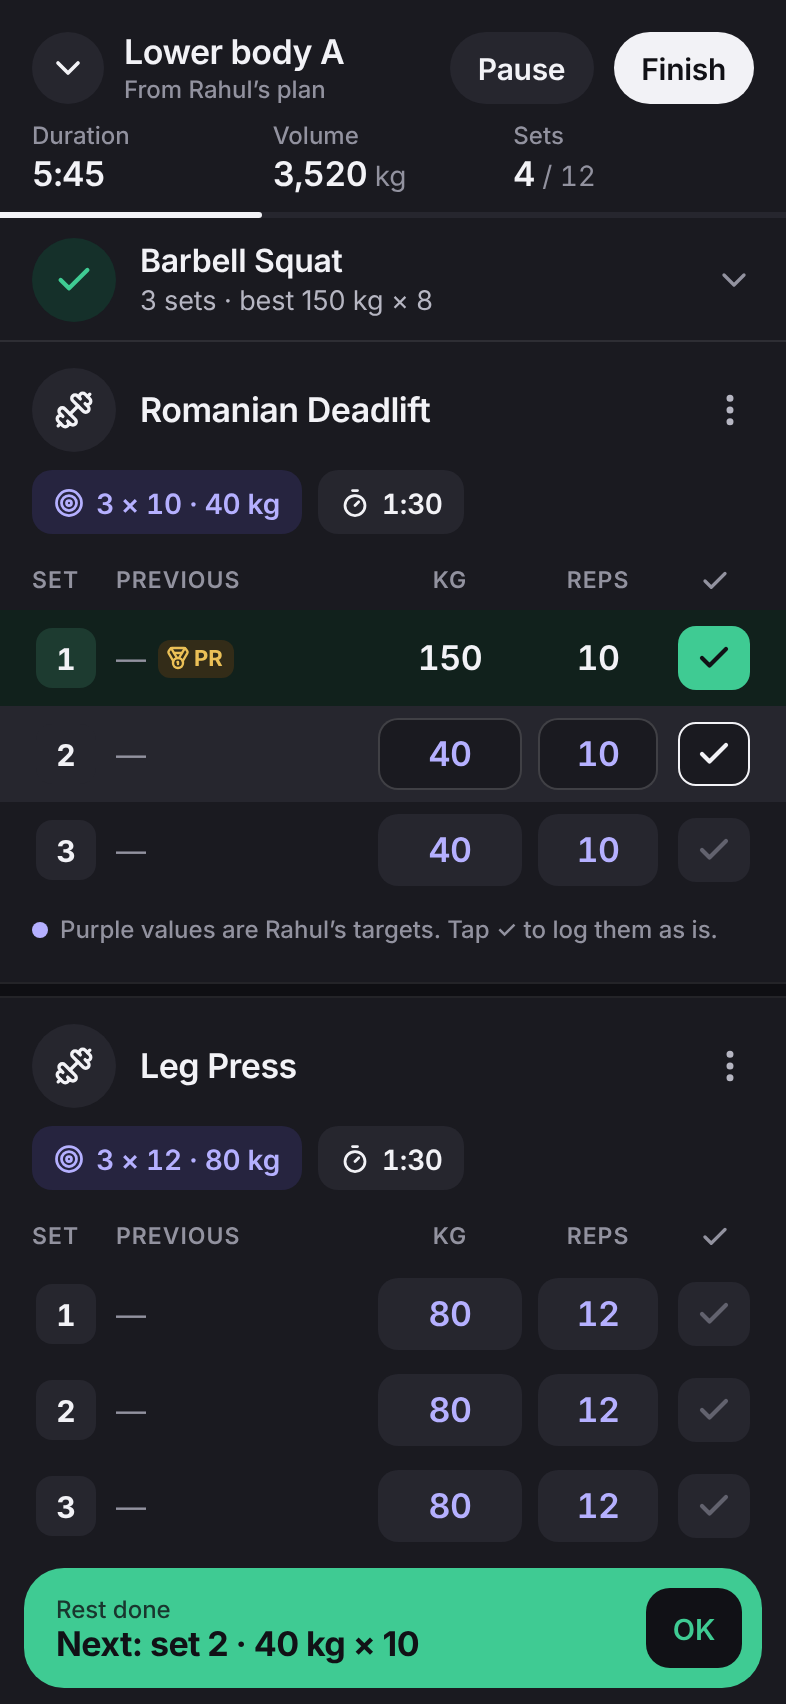 Lower body A
From Rahul’s plan
Pause
Finish
Duration
5:45
Volume
3,520 kg
Sets
4 / 12
Barbell Squat
3 sets · best 150 kg × 8
Romanian Deadlift
3 × 10 · 40 kg
1:30
SET PREVIOUS KG REPS ✓
1 — PR 150 10 ✓
2 — 40 10 ✓
3 — 40 10 ✓
Purple values are Rahul’s targets. Tap ✓ to log them as is.
Leg Press
3 × 12 · 80 kg
1:30
SET PREVIOUS KG REPS ✓
1 — 80 12 ✓
2 — 80 12 ✓
3 — 80 12 ✓
Rest done
Next: set 2 · 40 kg × 10
OK